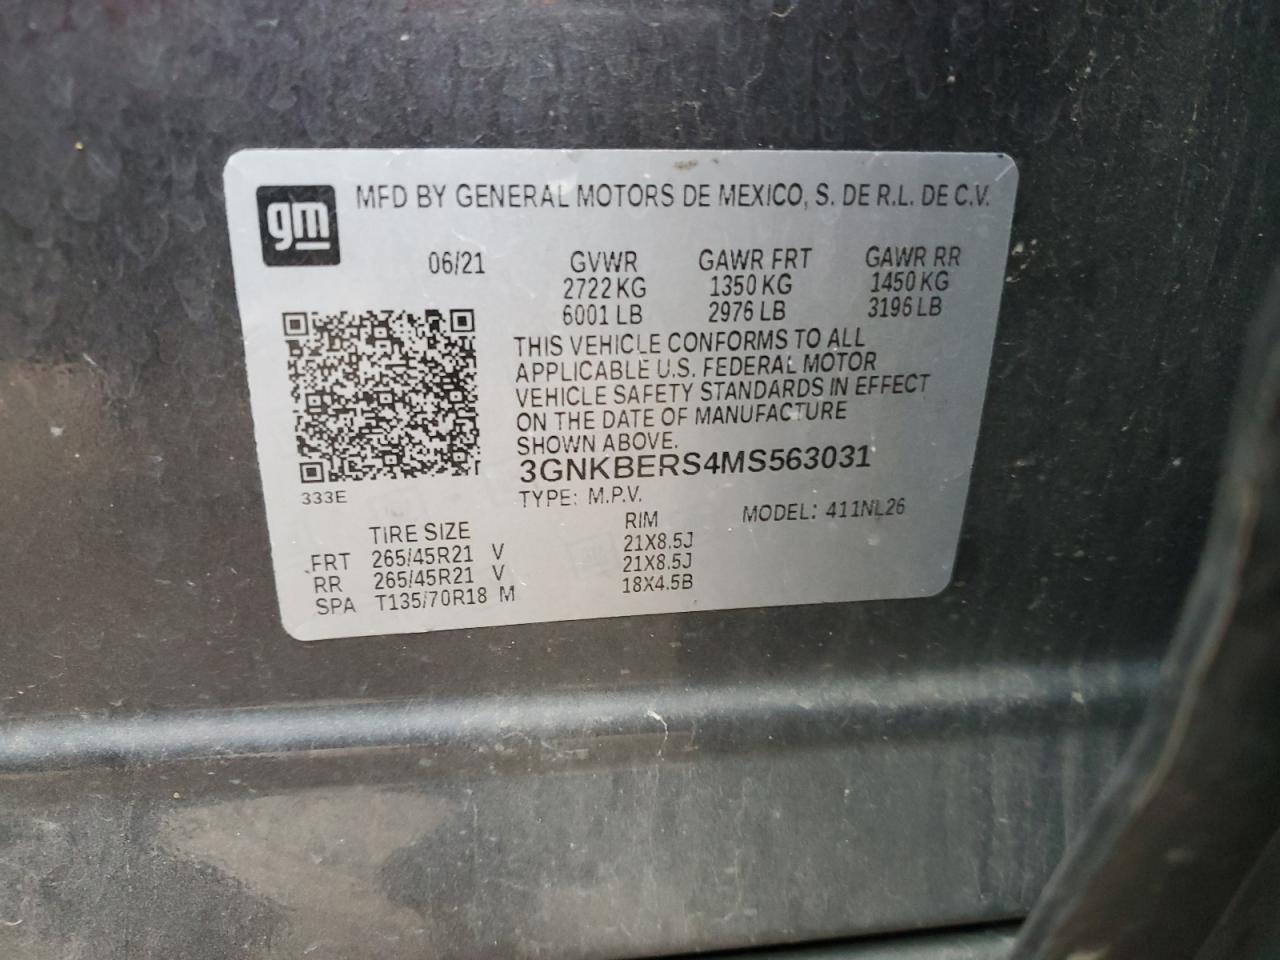 gm
MFD BY GENERAL MOTORS DE MEXICO, S. DE R.L. DE C.V.
06/21 GVWR GAWR FRT GAWR RR
2722 KG 1350 KG 1450 KG
6001 LB 2976 LB 3196 LB
THIS VEHICLE CONFORMS TO ALL
APPLICABLE U.S. FEDERAL MOTOR
VEHICLE SAFETY STANDARDS IN EFFECT
ON THE DATE OF MANUFACTURE
SHOWN ABOVE.
3GNKBERS4MS563031
333E
TYPE: M.P.V. MODEL: 411NL26
TIRE SIZE RIM
FRT 265/45R21 V 21X8.5J
RR 265/45R21 V 21X8.5J
SPA T135/70R18 M 18X4.5B